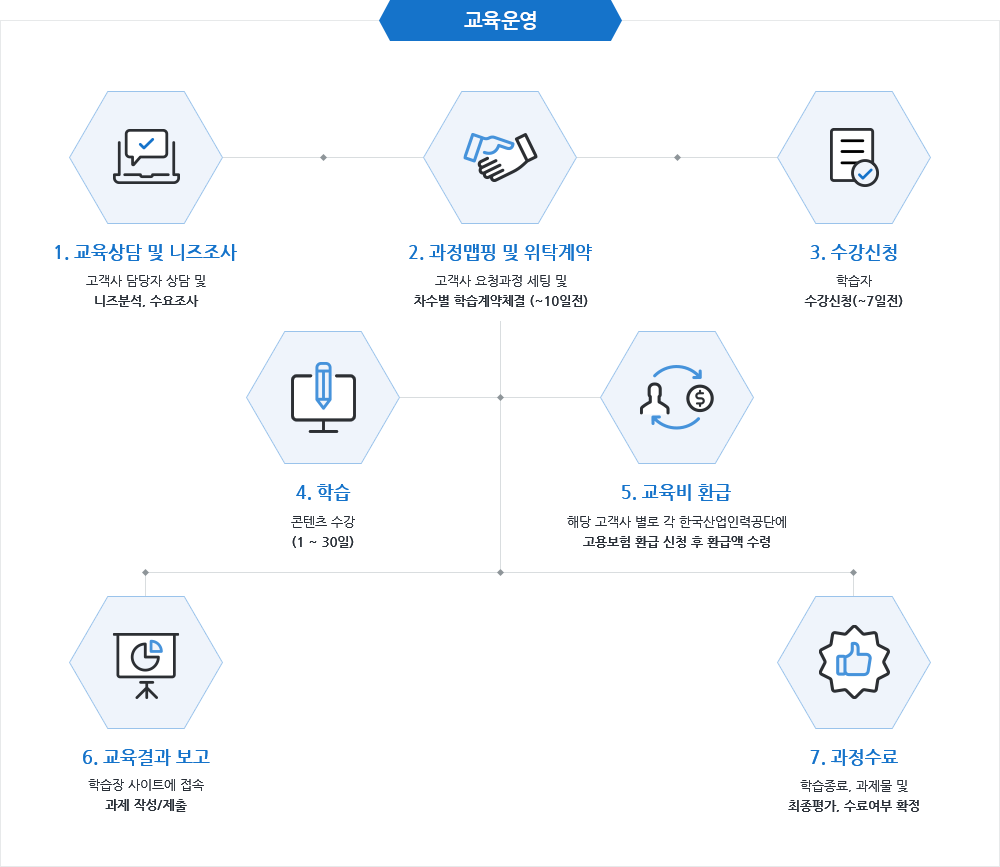 교육운영
1. 교육상담 및 니즈조사
고객사 담당자 상담 및
니즈분석, 수요조사
2. 과정맵핑 및 위탁계약
고객사 요청과정 세팅 및
차수별 학습계약체결 (~10일전)
3. 수강신청
학습자
수강신청(~7일전)
4. 학습
콘텐츠 수강
(1 ~ 30일)
5. 교육비 환급
해당 고객사 별로 각 한국산업인력공단에
고용보험 환급 신청 후 환급액 수령
6. 교육결과 보고
학습장 사이트에 접속
과제 작성/제출
7. 과정수료
학습종료, 과제물 및
최종평가, 수료여부 확정